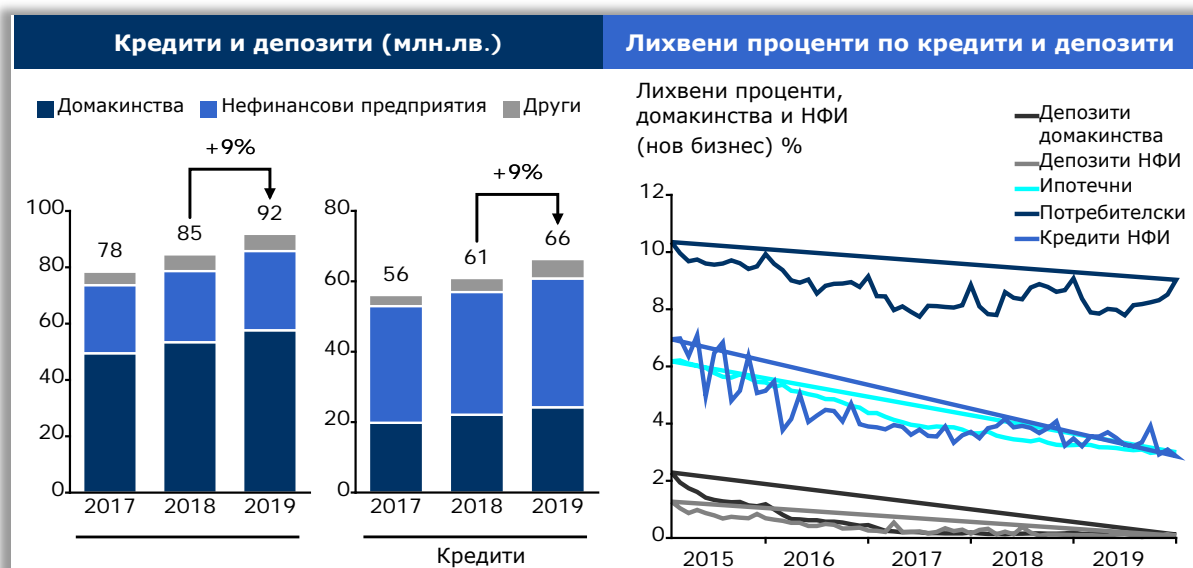 Кредити и депозити (млн.лв.)
Домакинства Нефинансови предприятия Други
+9%
100
80
60
40
20
0
78
85
92
2017 2018 2019
+9%
80
60
40
20
0
56
61
66
2017 2018 2019
Кредити
Лихвени проценти по кредити и депозити
Лихвени проценти,
домакинства и НФИ
(нов бизнес) %
Депозити
домакинства
Депозити НФИ
Ипотечни
Потребителски
Кредити НФИ
12
10
8
6
4
2
0
2015 2016 2017 2018 2019